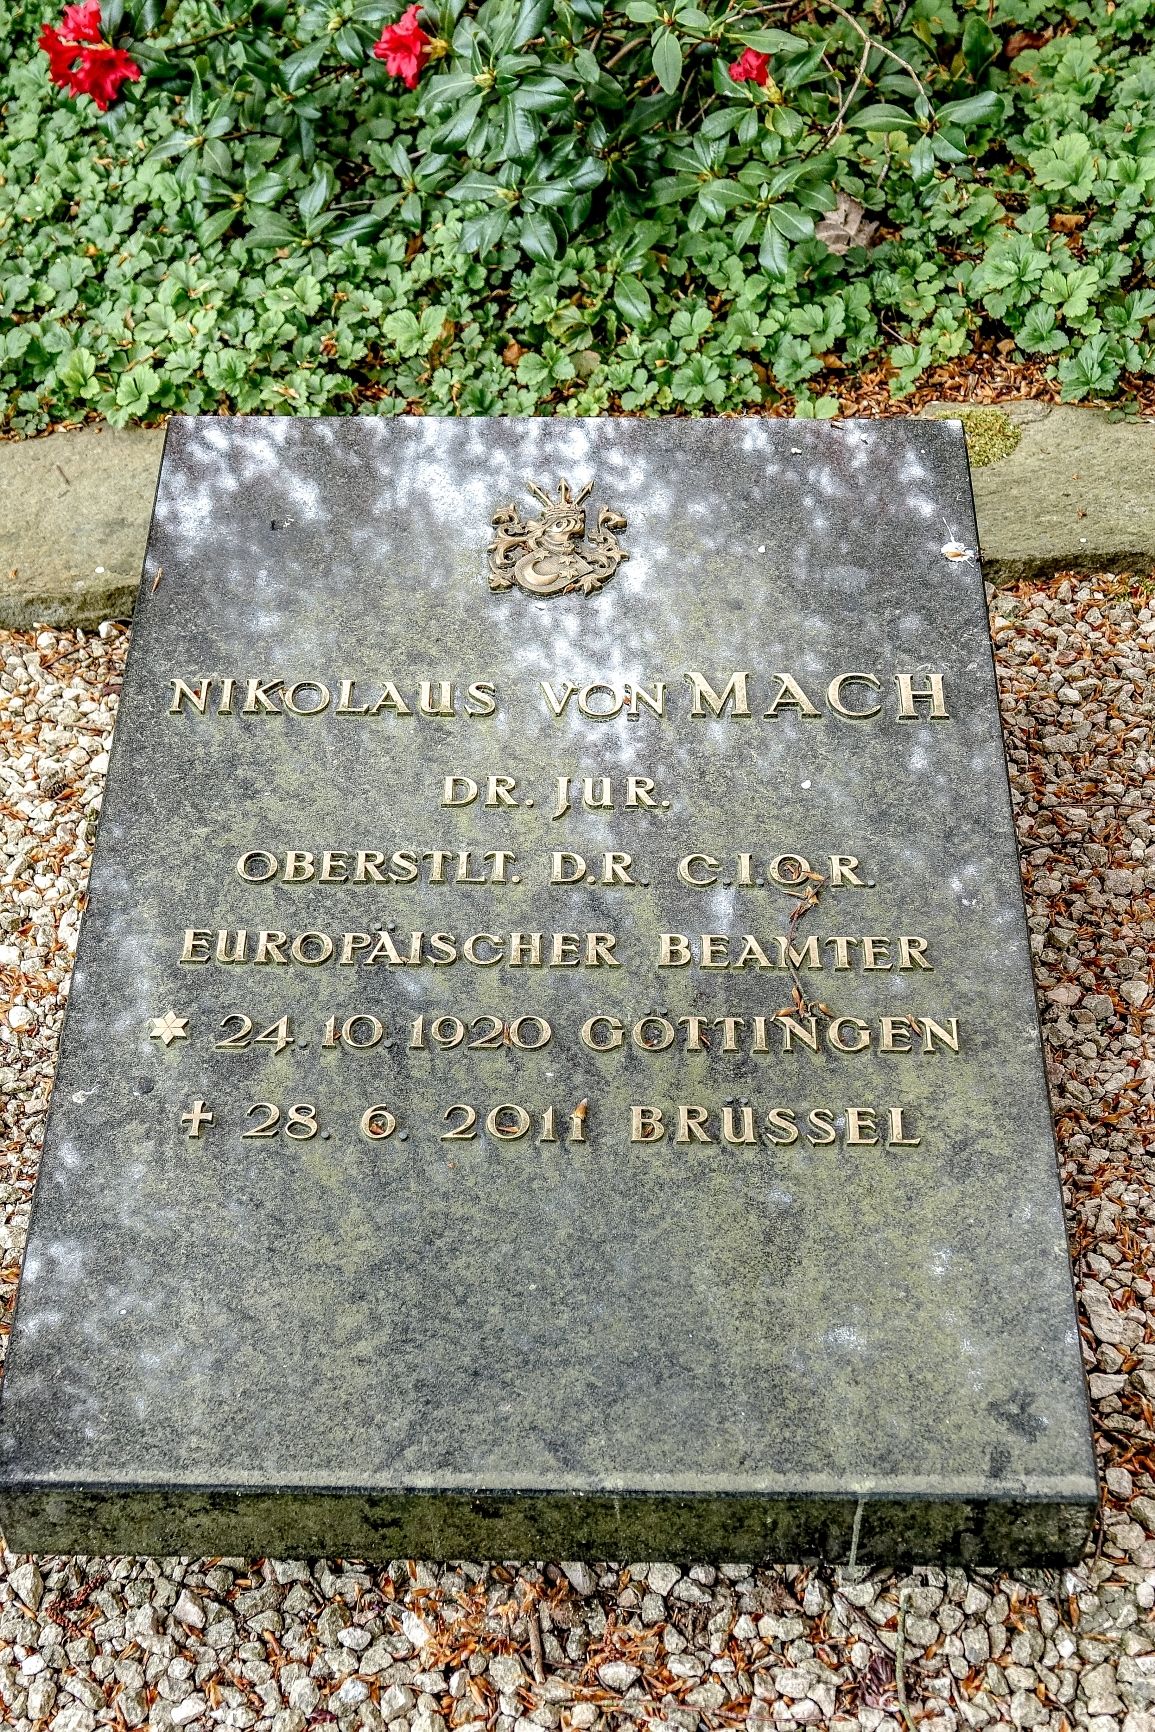 NIKOLAUS VON MACH
DR. JUR.
OBERSTLT. D.R. C.I.O.R.
EUROPÄISCHER BEAMTER
✡ 24.10.1920 GÖTTINGEN
✝ 28. 6. 2011 BRÜSSEL